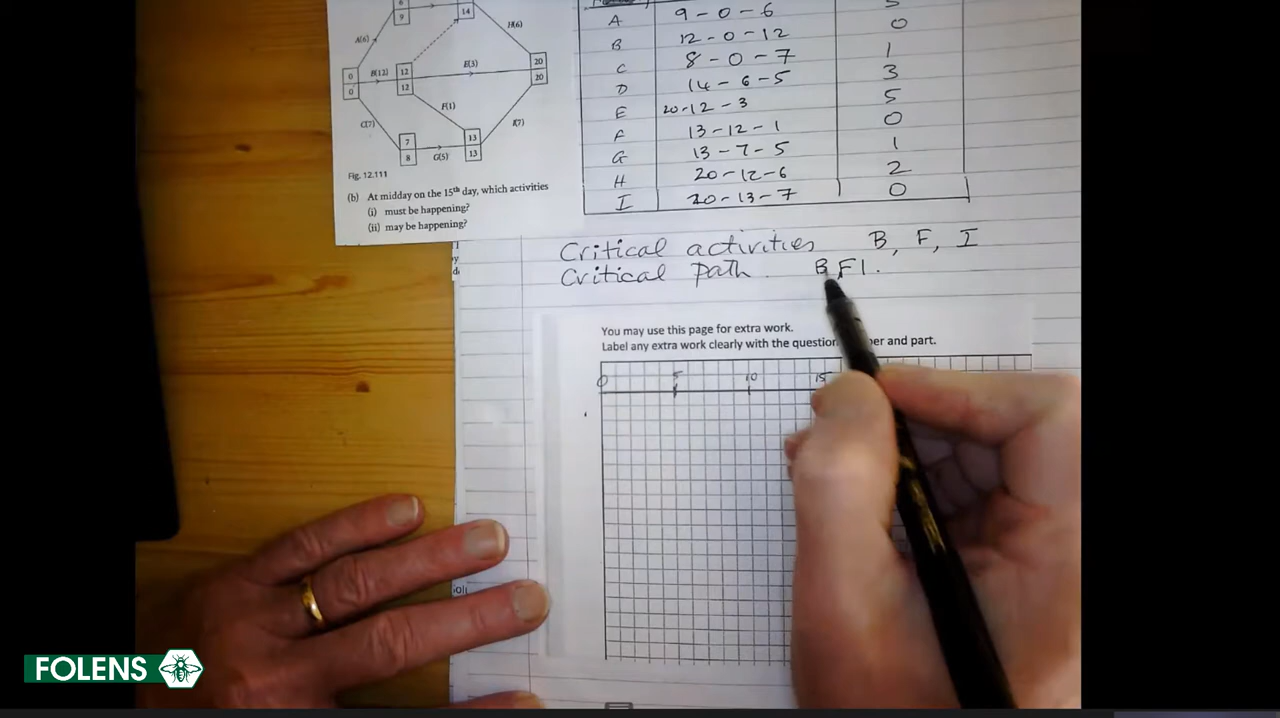 6
9
14
A(6)
H(6)
0
0
B(12)
12
12
E(3)
20
20
F(1)
C(7)
I(7)
7
8
G(5)
13
13
Fig. 12.111
(b) At midday on the 15th day, which activities
(i) must be happening?
(ii) may be happening?
A 9-0-6 3
B 12-0-12 0
C 8-0-7 1
D 14-6-5 3
E 20-12-3 5
F 13-12-1 0
G 13-7-5 1
H 20-12-6 2
I 20-13-7 0
Critical activities B, F, I
Critical path BFI.
You may use this page for extra work.
Label any extra work clearly with the question and part.
0 5 10 15
FOLENS